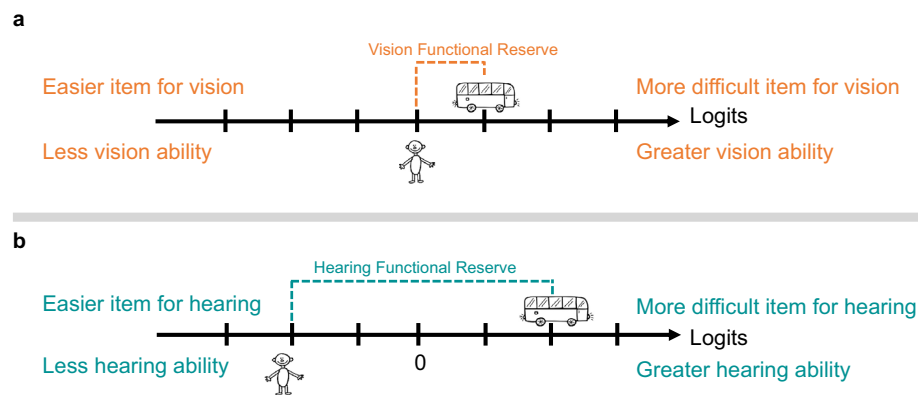 a
Vision Functional Reserve
Easier item for vision
More difficult item for vision
Logits
Less vision ability
Greater vision ability
b
Hearing Functional Reserve
Easier item for hearing
More difficult item for hearing
Logits
Less hearing ability
0
Greater hearing ability